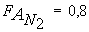 F_{A_{N_2}} = 0,8